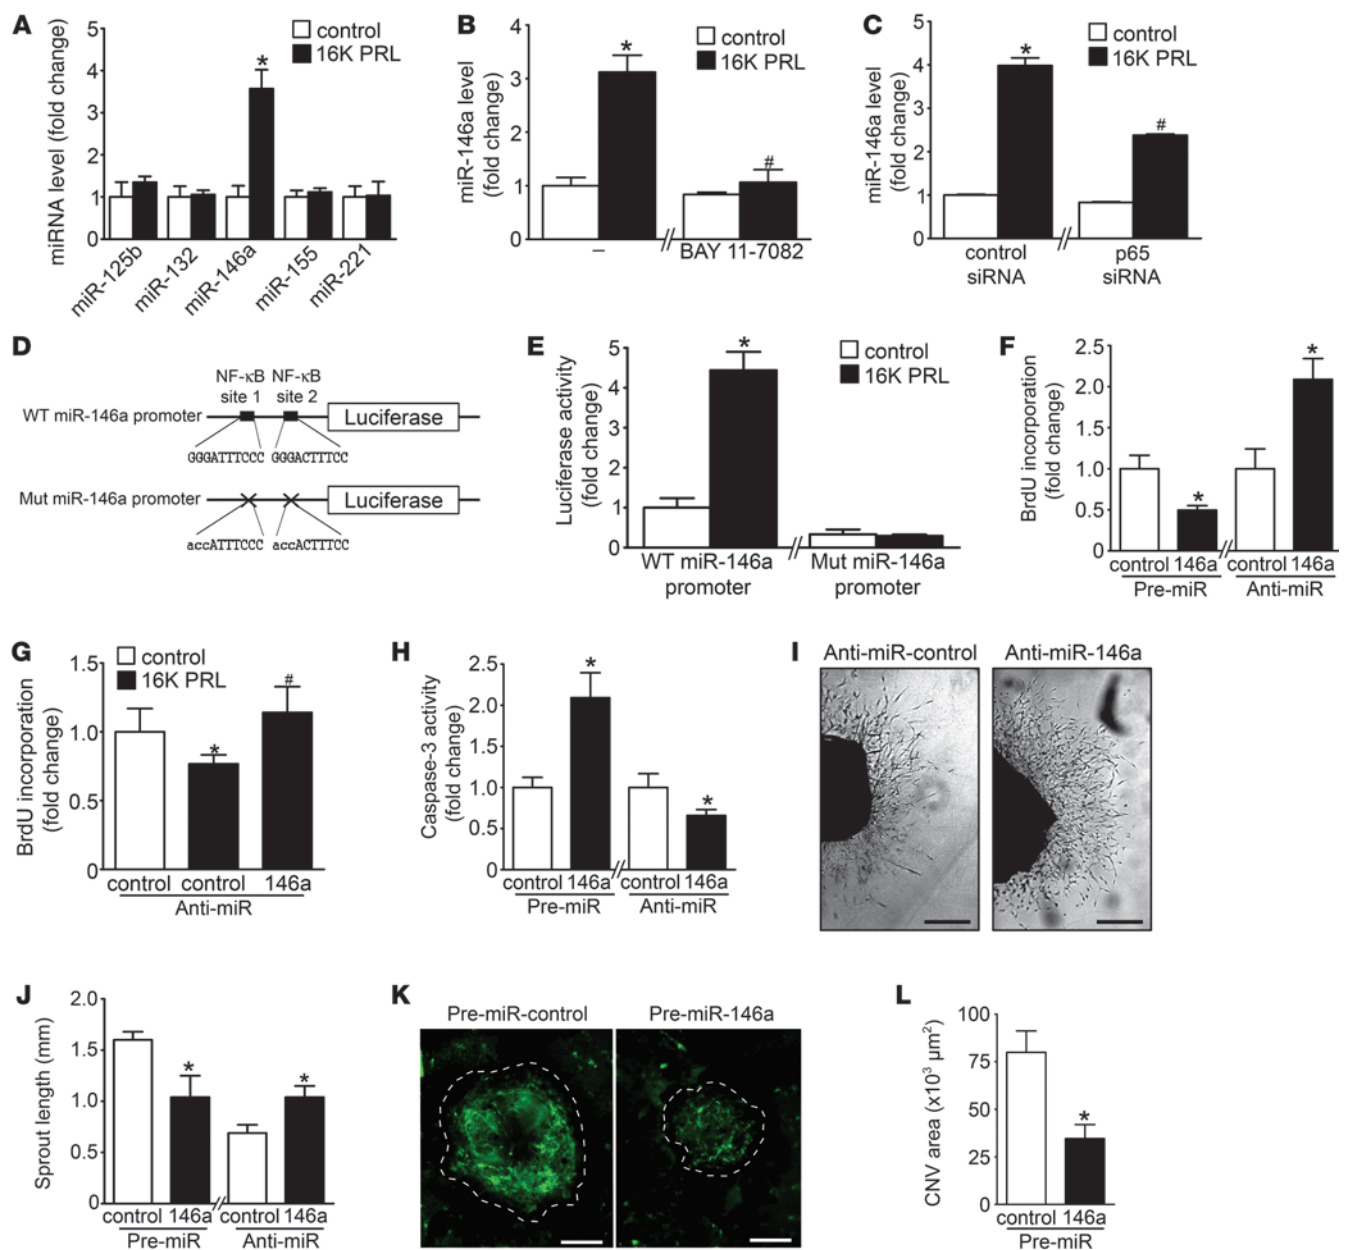 A
miRNA level (fold change)
5
4
3
2
1
0
control
16K PRL
*
miR-125b
miR-132
miR-146a
miR-155
miR-221
B
miR-146a level
(fold change)
4
3
2
1
0
control
16K PRL
*
#
–
BAY 11-7082
C
miR-146a level
(fold change)
5
4
3
2
1
0
control
16K PRL
*
#
control
siRNA
p65
siRNA
D
NF-κB
site 1
NF-κB
site 2
WT miR-146a promoter
Luciferase
GGGATTTCCC GGGACTTTCC
Mut miR-146a promoter
Luciferase
accATTTCCC accACTTTCC
E
Luciferase activity
(fold change)
5
4
3
2
1
0
control
16K PRL
*
WT miR-146a
promoter
Mut miR-146a
promoter
F
BrdU incorporation
(fold change)
2.5
2.0
1.5
1.0
0.5
0
*
*
control 146a control 146a
Pre-miR Anti-miR
G
BrdU incorporation
(fold change)
1.5
1.0
0.5
0
control
16K PRL
*
#
control control 146a
Anti-miR
H
Caspase-3 activity
(fold change)
2.5
2.0
1.5
1.0
0.5
0
*
*
control 146a control 146a
Pre-miR Anti-miR
I
Anti-miR-control Anti-miR-146a
J
Sprout length (mm)
2.0
1.5
1.0
0.5
0
*
*
control 146a control 146a
Pre-miR Anti-miR
K
Pre-miR-control Pre-miR-146a
L
CNV area (x10³ µm²)
100
75
50
25
0
*
control 146a
Pre-miR